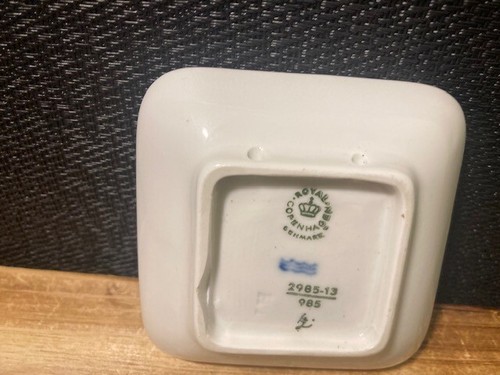 ROYAL
COPENHAGEN
DENMARK
2985-13
985